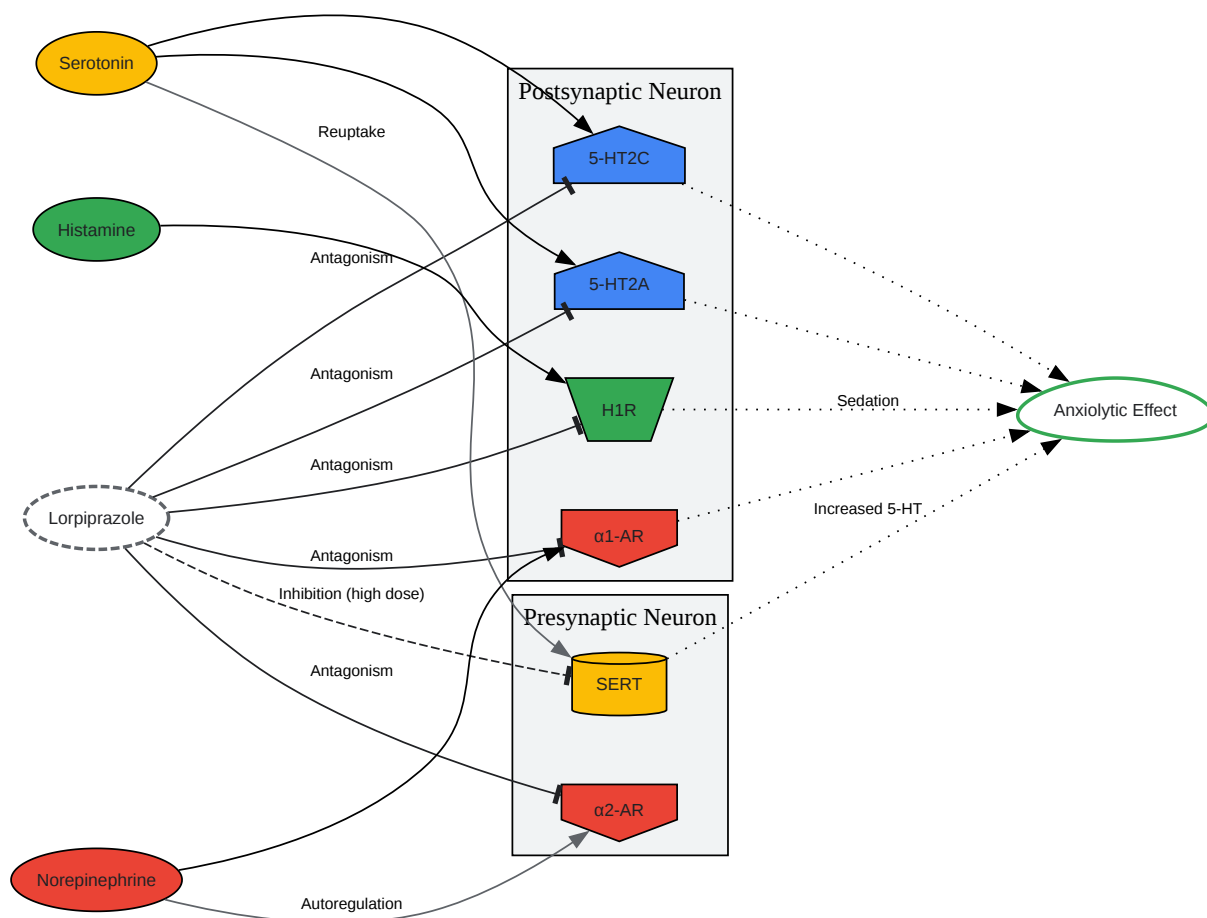 Serotonin
Postsynaptic Neuron
Reuptake
5-HT2C
Histamine
Antagonism
5-HT2A
Antagonism
Sedation
H1R
Anxiolytic Effect
Antagonism
Lorpiprazole
Increased 5-HT
α1-AR
Antagonism
Inhibition (high dose)
Presynaptic Neuron
Antagonism
SERT
α2-AR
Norepinephrine
Autoregulation